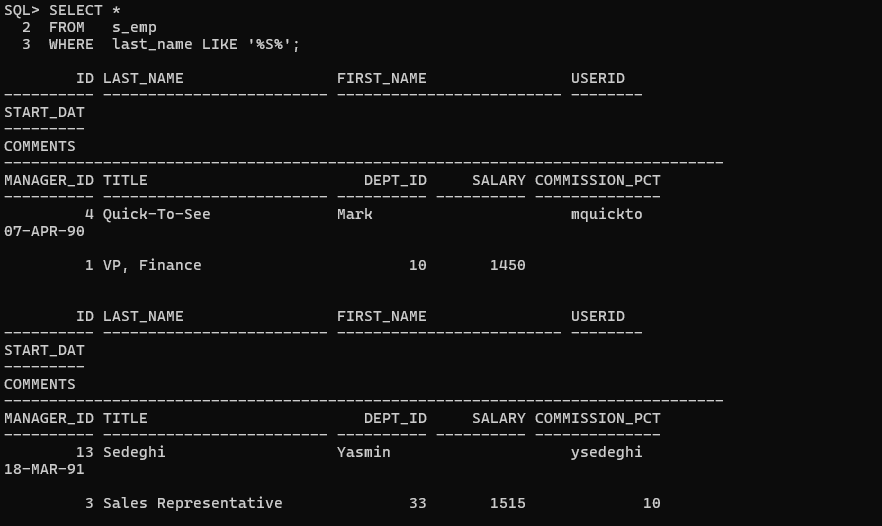 SQL> SELECT *
  2  FROM   s_emp
  3  WHERE  last_name LIKE '%S%';

        ID LAST_NAME                 FIRST_NAME                USERID
---------- ------------------------- ------------------------- --------
START_DAT
---------
COMMENTS
--------------------------------------------------------------------------------
MANAGER_ID TITLE                        DEPT_ID     SALARY COMMISSION_PCT
---------- ------------------------- ---------- ---------- --------------
         4 Quick-To-See              Mark                      mquickto
07-APR-90

         1 VP, Finance                       10       1450


        ID LAST_NAME                 FIRST_NAME                USERID
---------- ------------------------- ------------------------- --------
START_DAT
---------
COMMENTS
--------------------------------------------------------------------------------
MANAGER_ID TITLE                        DEPT_ID     SALARY COMMISSION_PCT
---------- ------------------------- ---------- ---------- --------------
        13 Sedeghi                   Yasmin                    ysedeghi
18-MAR-91

         3 Sales Representative              33       1515             10